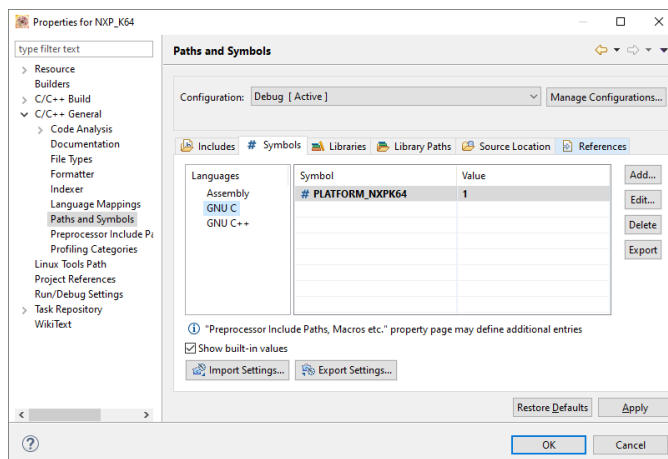 Properties for NXP_K64
type filter text
Resource
Builders
C/C++ Build
C/C++ General
Code Analysis
Documentation
File Types
Formatter
Indexer
Language Mappings
Paths and Symbols
Preprocessor Include Pa
Profiling Categories
Linux Tools Path
Project References
Run/Debug Settings
Task Repository
WikiText
Paths and Symbols
Configuration: Debug [ Active ] Manage Configurations...
Includes # Symbols Libraries Library Paths Source Location References
Languages
Assembly
GNU C
GNU C++
Symbol Value
# PLATFORM_NXPK64 1
Add...
Edit...
Delete
Export
"Preprocessor Include Paths, Macros etc." property page may define additional entries
Show built-in values
Import Settings... Export Settings...
Restore Defaults Apply
? OK Cancel